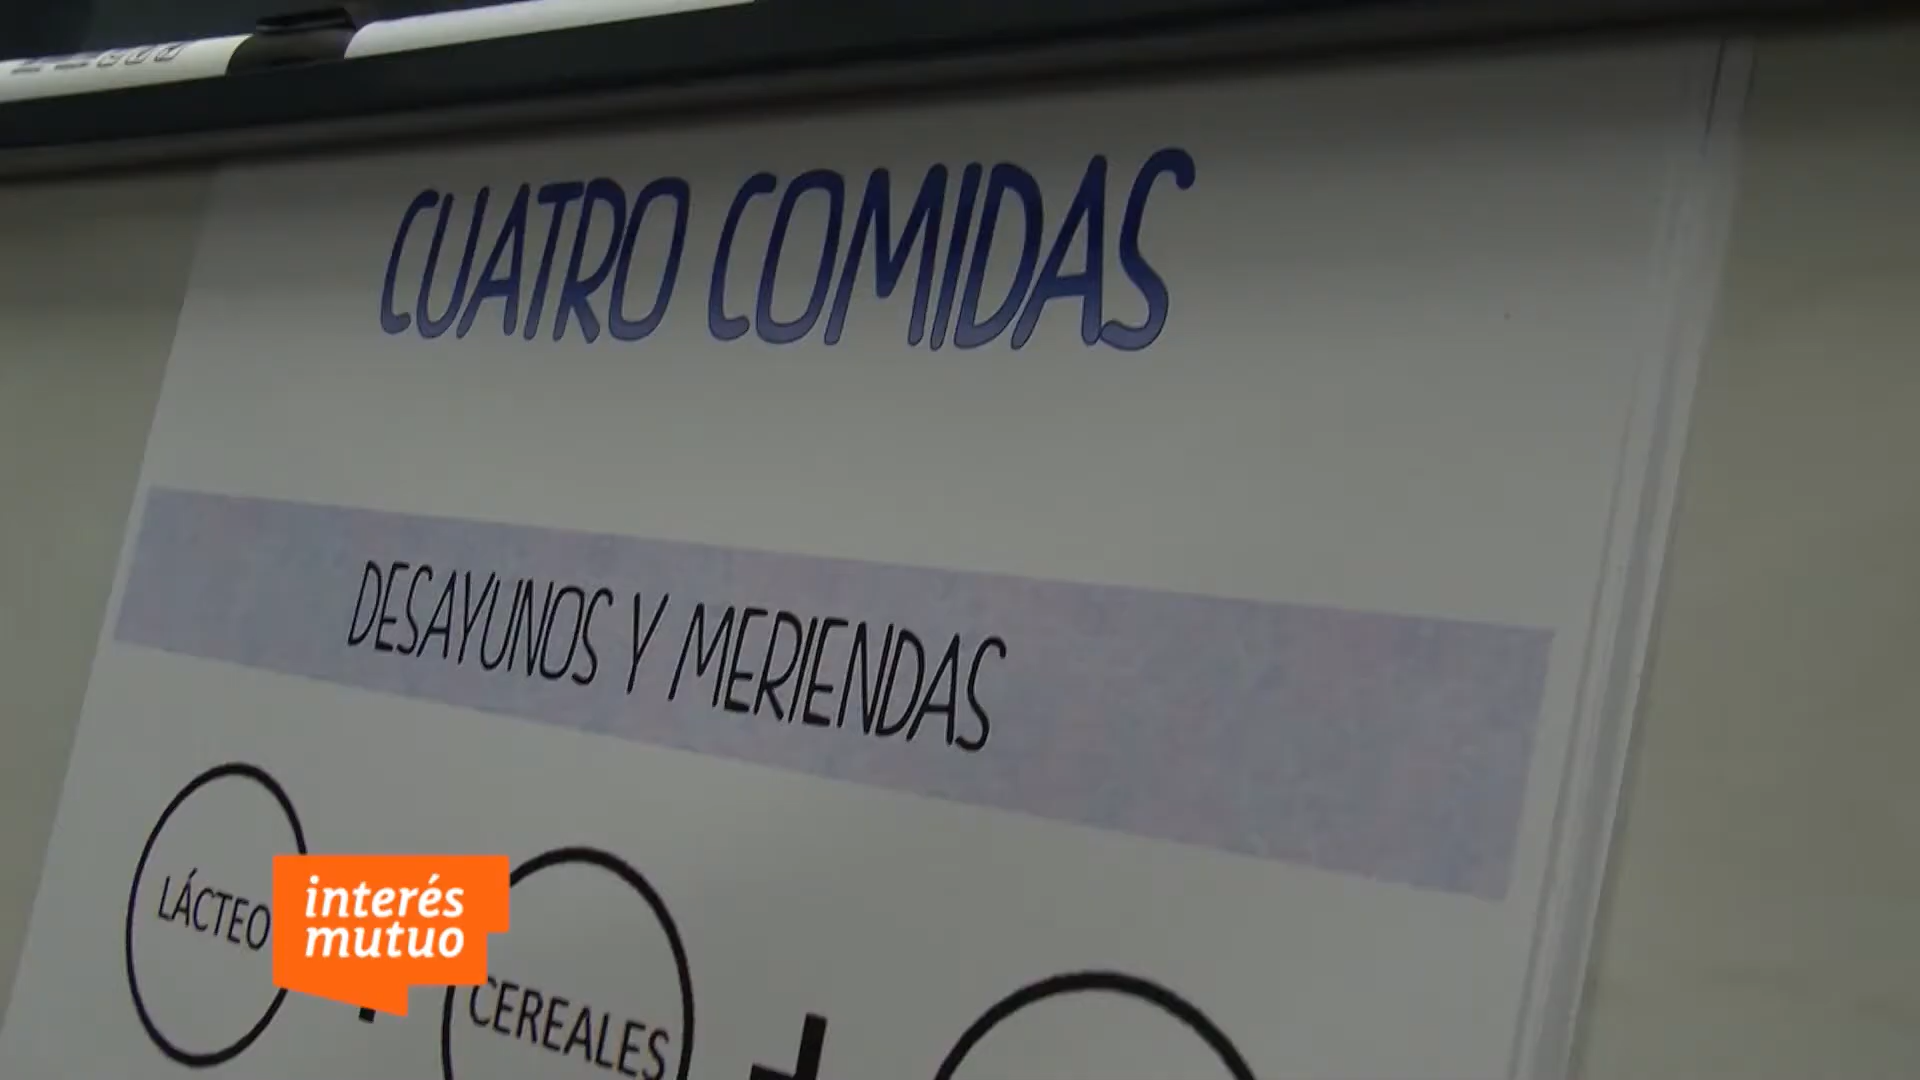 CUATRO COMIDAS
DESAYUNOS Y MERIENDAS
LÁCTEO
+
CEREALES
+
interés
mutuo